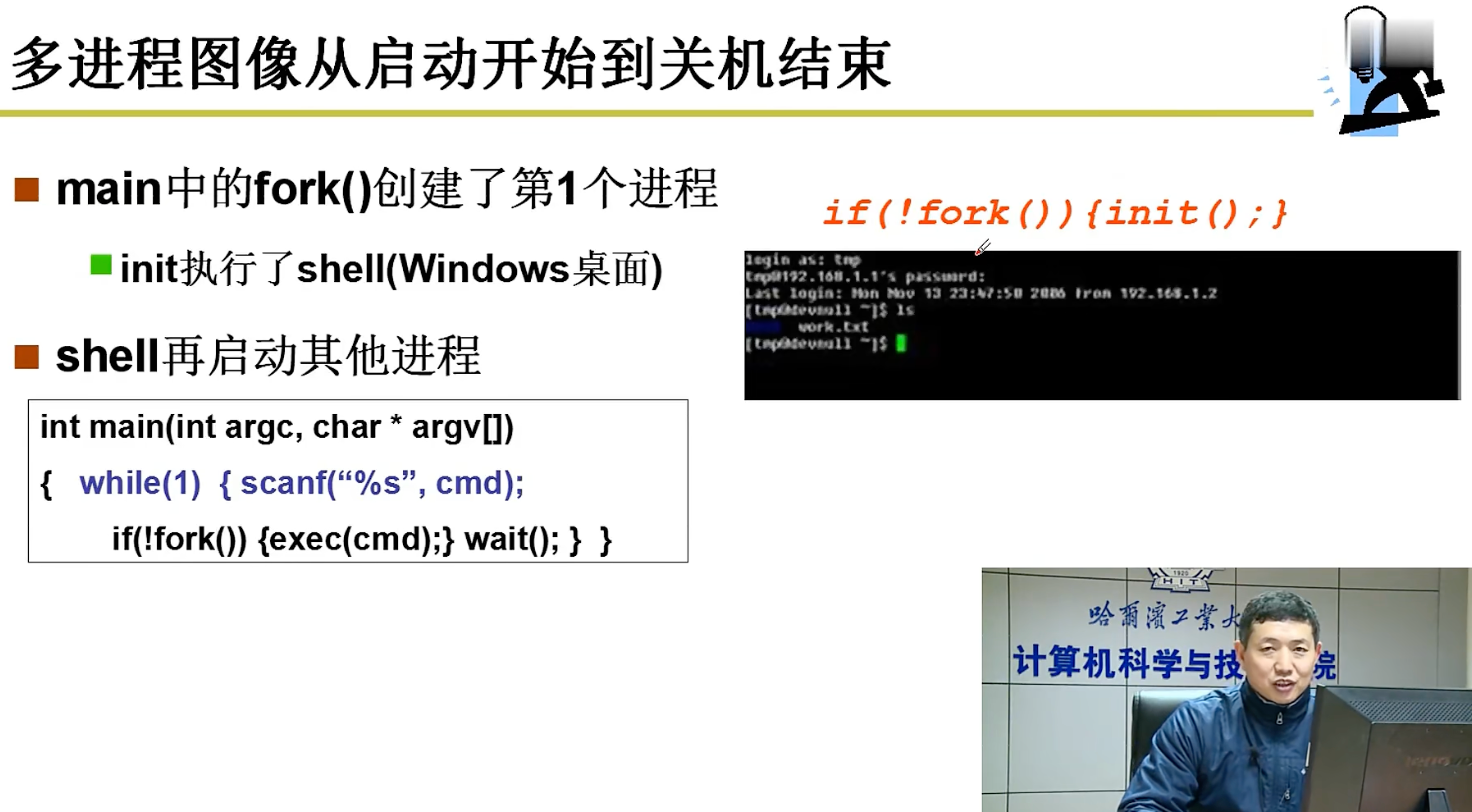 多进程图像从启动开始到关机结束
main中的fork()创建了第1个进程
init执行了shell(Windows桌面)
shell再启动其他进程
int main(int argc, char * argv[])
{ while(1) { scanf(“%s”, cmd);
if(!fork()) {exec(cmd);} wait(); } }
if(!fork()){init();}
login as: tmp
tmp@192.168.1.1's password:
Last login: Mon Nov 13 23:47:50 2006 from 192.168.1.2
[tmp@devnull ~]$ ls
work.txt
[tmp@devnull ~]$
1920
HIT
哈爾濱工業大
计算机科学与技 院